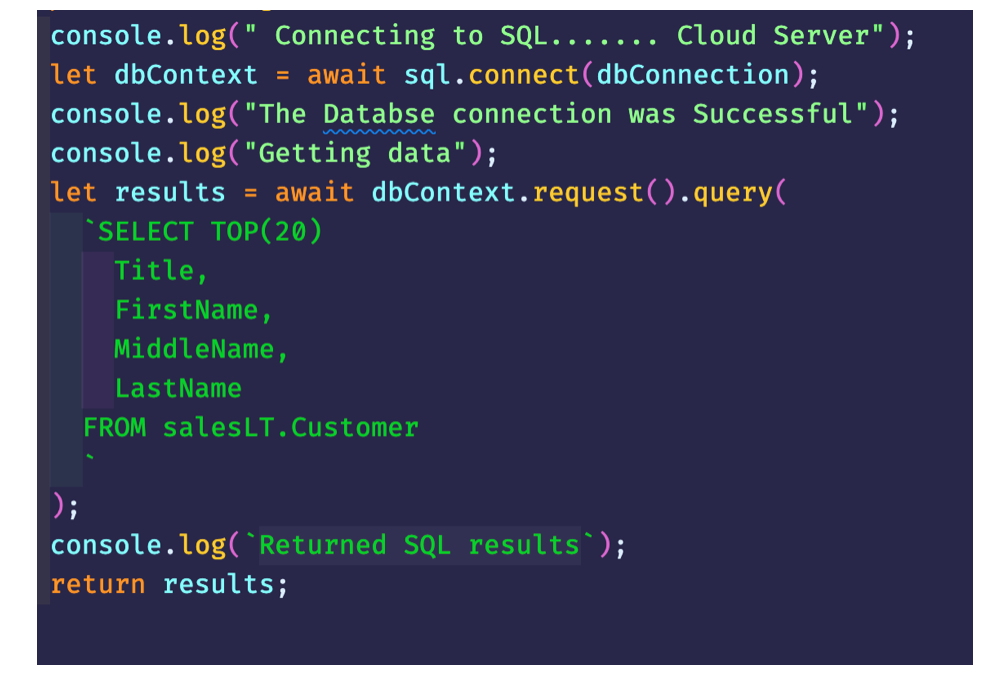 console.log(" Connecting to SQL....... Cloud Server");
let dbContext = await sql.connect(dbConnection);
console.log("The Databse connection was Successful");
console.log("Getting data");
let results = await dbContext.request().query(
`SELECT TOP(20)
Title,
FirstName,
MiddleName,
LastName
FROM salesLT.Customer
`
);
console.log(`Returned SQL results`);
return results;